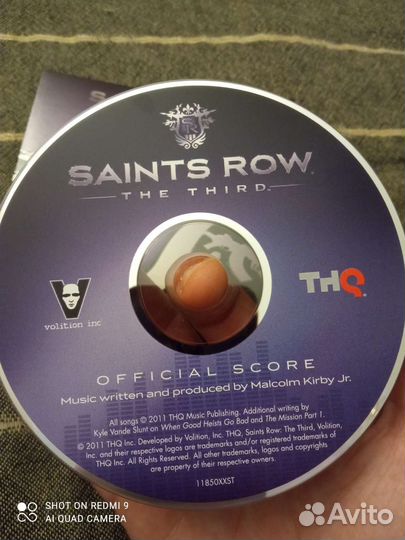 SR
SAINTS ROW
THE THIRD
V
volition inc
THQ
OFFICIAL SCORE
Music written and produced by Malcolm Kirby Jr.
All songs © 2011 THQ Music Publishing. Additional writing by
Kyle Vande Slunt on When Good Heists Go Bad and The Mission Part 1.
© 2011 THQ Inc. Developed by Volition, Inc. THQ, Saints Row: The Third, Volition,
Inc. and their respective logos are trademarks and/or registered trademarks of
THQ Inc. All Rights Reserved. All other trademarks, logos and copyrights
are property of their respective owners.
11850XXST
SHOT ON REDMI 9
AI QUAD CAMERA
Avito